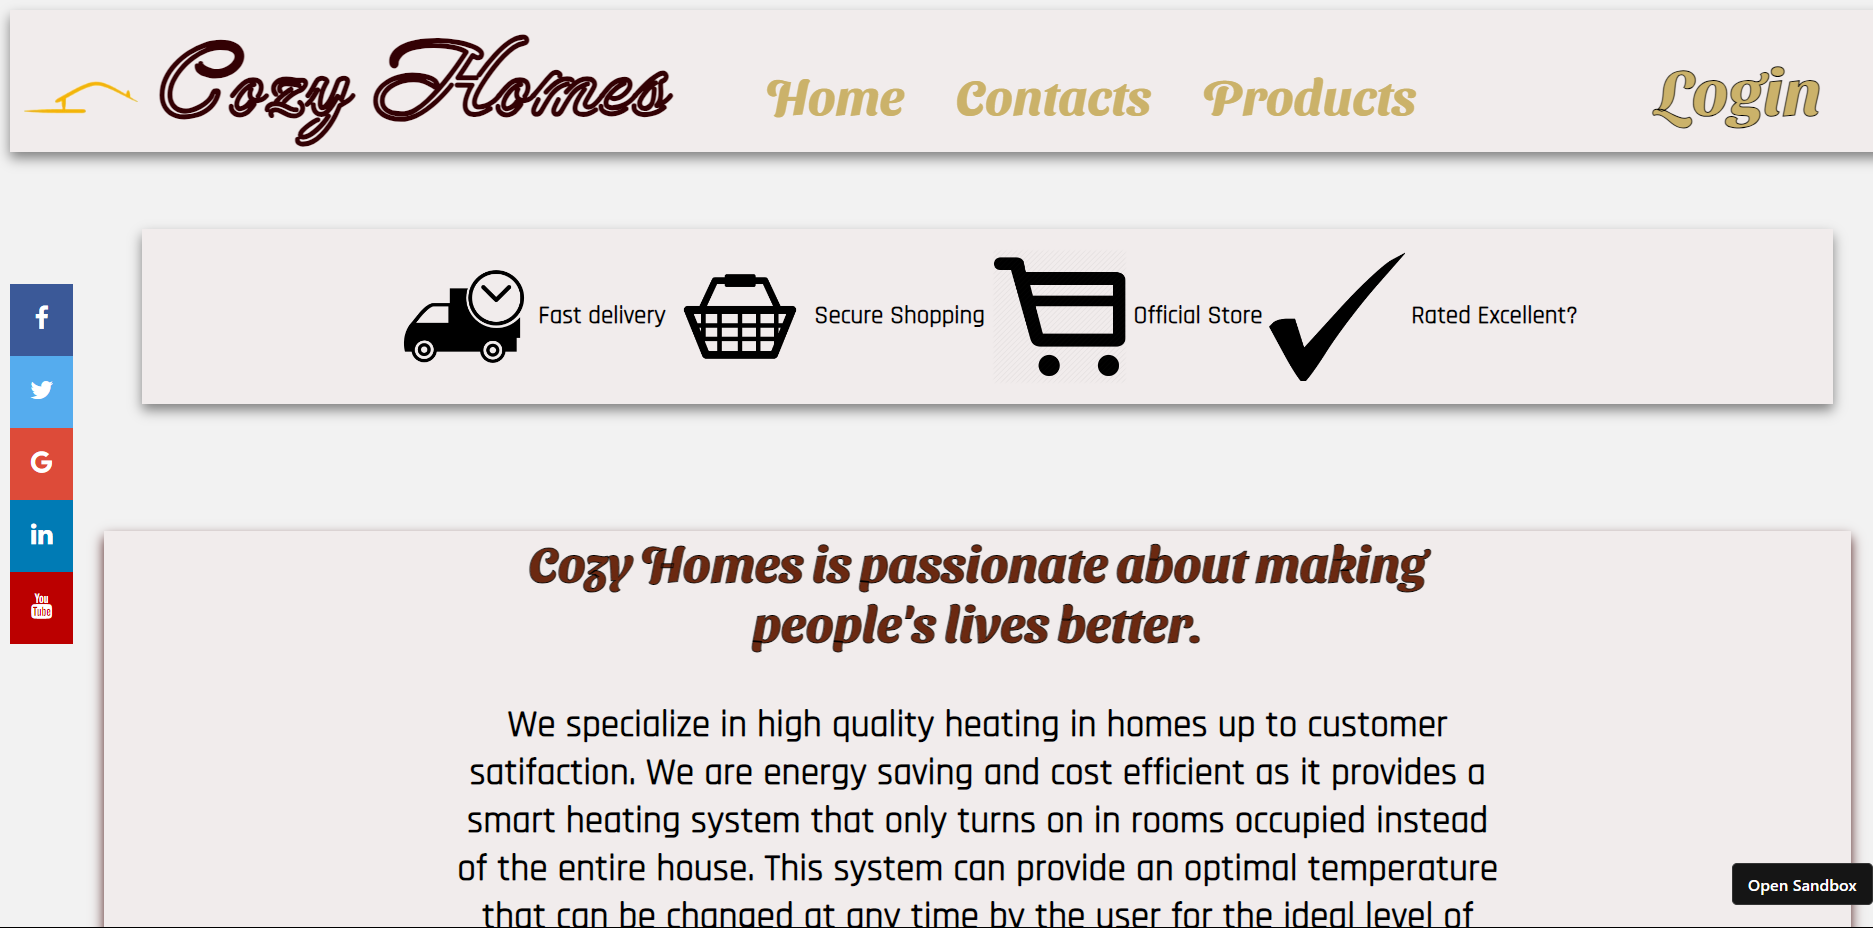 Cozy Homes
Home Contacts Products
Login
Fast delivery
Secure Shopping
Official Store
Rated Excellent?
f
G
in
You
Tube
Cozy Homes is passionate about making
people's lives better.
We specialize in high quality heating in homes up to customer
satifaction. We are energy saving and cost efficient as it provides a
smart heating system that only turns on in rooms occupied instead
of the entire house. This system can provide an optimal temperature
that can be changed at any time by the user for the ideal level of
Open Sandbox